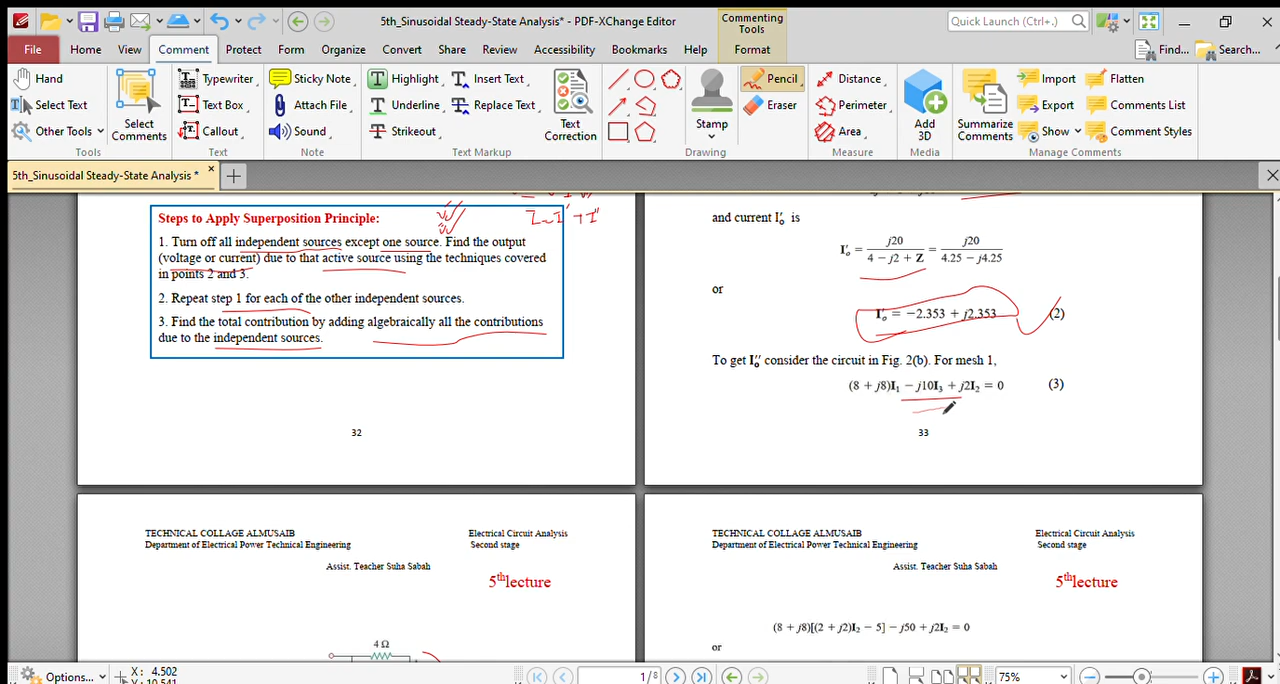 5th_Sinusoidal Steady-State Analysis* - PDF-XChange Editor
Commenting Tools
Quick Launch (Ctrl+.)
File Home View Comment Protect Form Organize Convert Share Review Accessibility Bookmarks Help Format Find... Search...
Hand
Select Text
Other Tools
Tools
Select Comments
Typewriter
Text Box
Callout
Text
Sticky Note
Attach File
Sound
Note
Highlight
Underline
Strikeout
Insert Text
Replace Text
Text Markup
Text Correction
Drawing
Stamp
Pencil
Eraser
Distance
Perimeter
Area
Measure
Add 3D
Media
Summarize Comments
Import
Export
Show
Flatten
Comments List
Comment Styles
Manage Comments
5th_Sinusoidal Steady-State Analysis *
Steps to Apply Superposition Principle:
1. Turn off all independent sources except one source. Find the output
(voltage or current) due to that active source using the techniques covered
in points 2 and 3.
2. Repeat step 1 for each of the other independent sources.
3. Find the total contribution by adding algebraically all the contributions
due to the independent sources.
I = I' + I"
32
and current I'ₒ is
I'ₒ = j20 / (4 − j2 + Z) = j20 / (4.25 − j4.25)
or
I'ₒ = −2.353 + j2.353 (2)
To get I''ₒ consider the circuit in Fig. 2(b). For mesh 1,
(8 + j8)I₁ − j10I₃ + j2I₂ = 0 (3)
33
TECHNICAL COLLAGE ALMUSAIB Electrical Circuit Analysis
Department of Electrical Power Technical Engineering Second stage
Assist. Teacher Suha Sabah
5th lecture
4 Ω
TECHNICAL COLLAGE ALMUSAIB Electrical Circuit Analysis
Department of Electrical Power Technical Engineering Second stage
Assist. Teacher Suha Sabah
5th lecture
(8 + j8)[(2 + j2)I₂ − 5] − j50 + j2I₂ = 0
or
Options... X: 4.502
1/8
75%